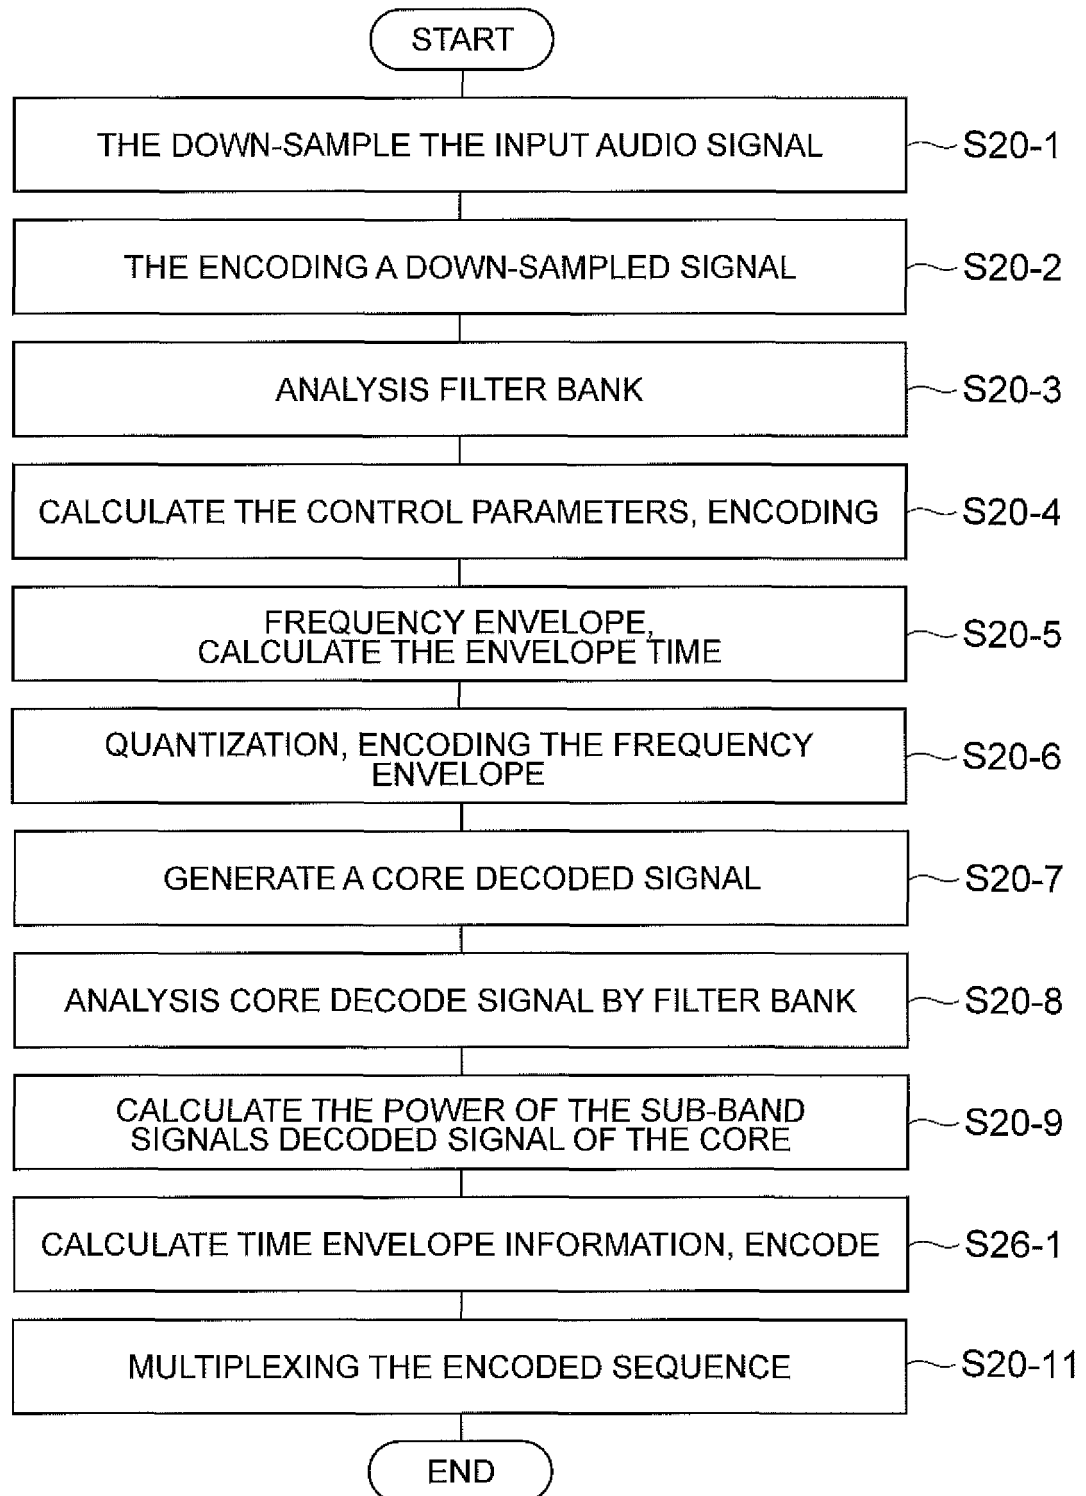 START
THE DOWN-SAMPLE THE INPUT AUDIO SIGNAL
S20-1
THE ENCODING A DOWN-SAMPLED SIGNAL
S20-2
ANALYSIS FILTER BANK
S20-3
CALCULATE THE CONTROL PARAMETERS, ENCODING
S20-4
FREQUENCY ENVELOPE,
CALCULATE THE ENVELOPE TIME
S20-5
QUANTIZATION, ENCODING THE FREQUENCY
ENVELOPE
S20-6
GENERATE A CORE DECODED SIGNAL
S20-7
ANALYSIS CORE DECODE SIGNAL BY FILTER BANK
S20-8
CALCULATE THE POWER OF THE SUB-BAND
SIGNALS DECODED SIGNAL OF THE CORE
S20-9
CALCULATE TIME ENVELOPE INFORMATION, ENCODE
S26-1
MULTIPLEXING THE ENCODED SEQUENCE
S20-11
END